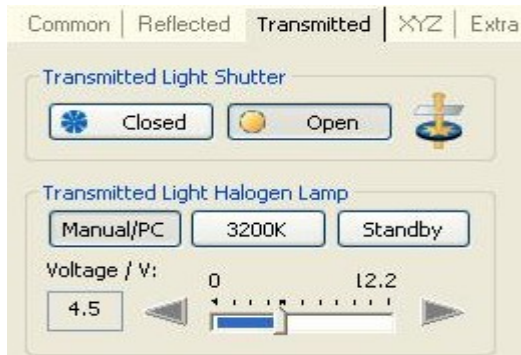 Common Reflected Transmitted XYZ Extra
Transmitted Light Shutter
Closed Open
Transmitted Light Halogen Lamp
Manual/PC 3200K Standby
Voltage / V:
0 12.2
4.5